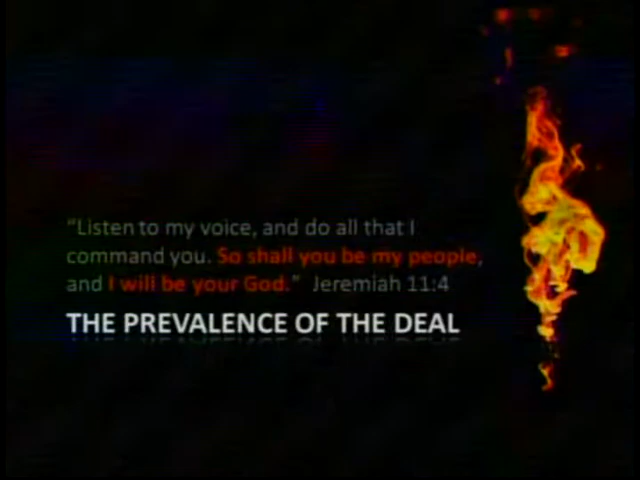 "Listen to my voice, and do all that I
command you. So shall you be my people,
and I will be your God." Jeremiah 11:4
THE PREVALENCE OF THE DEAL